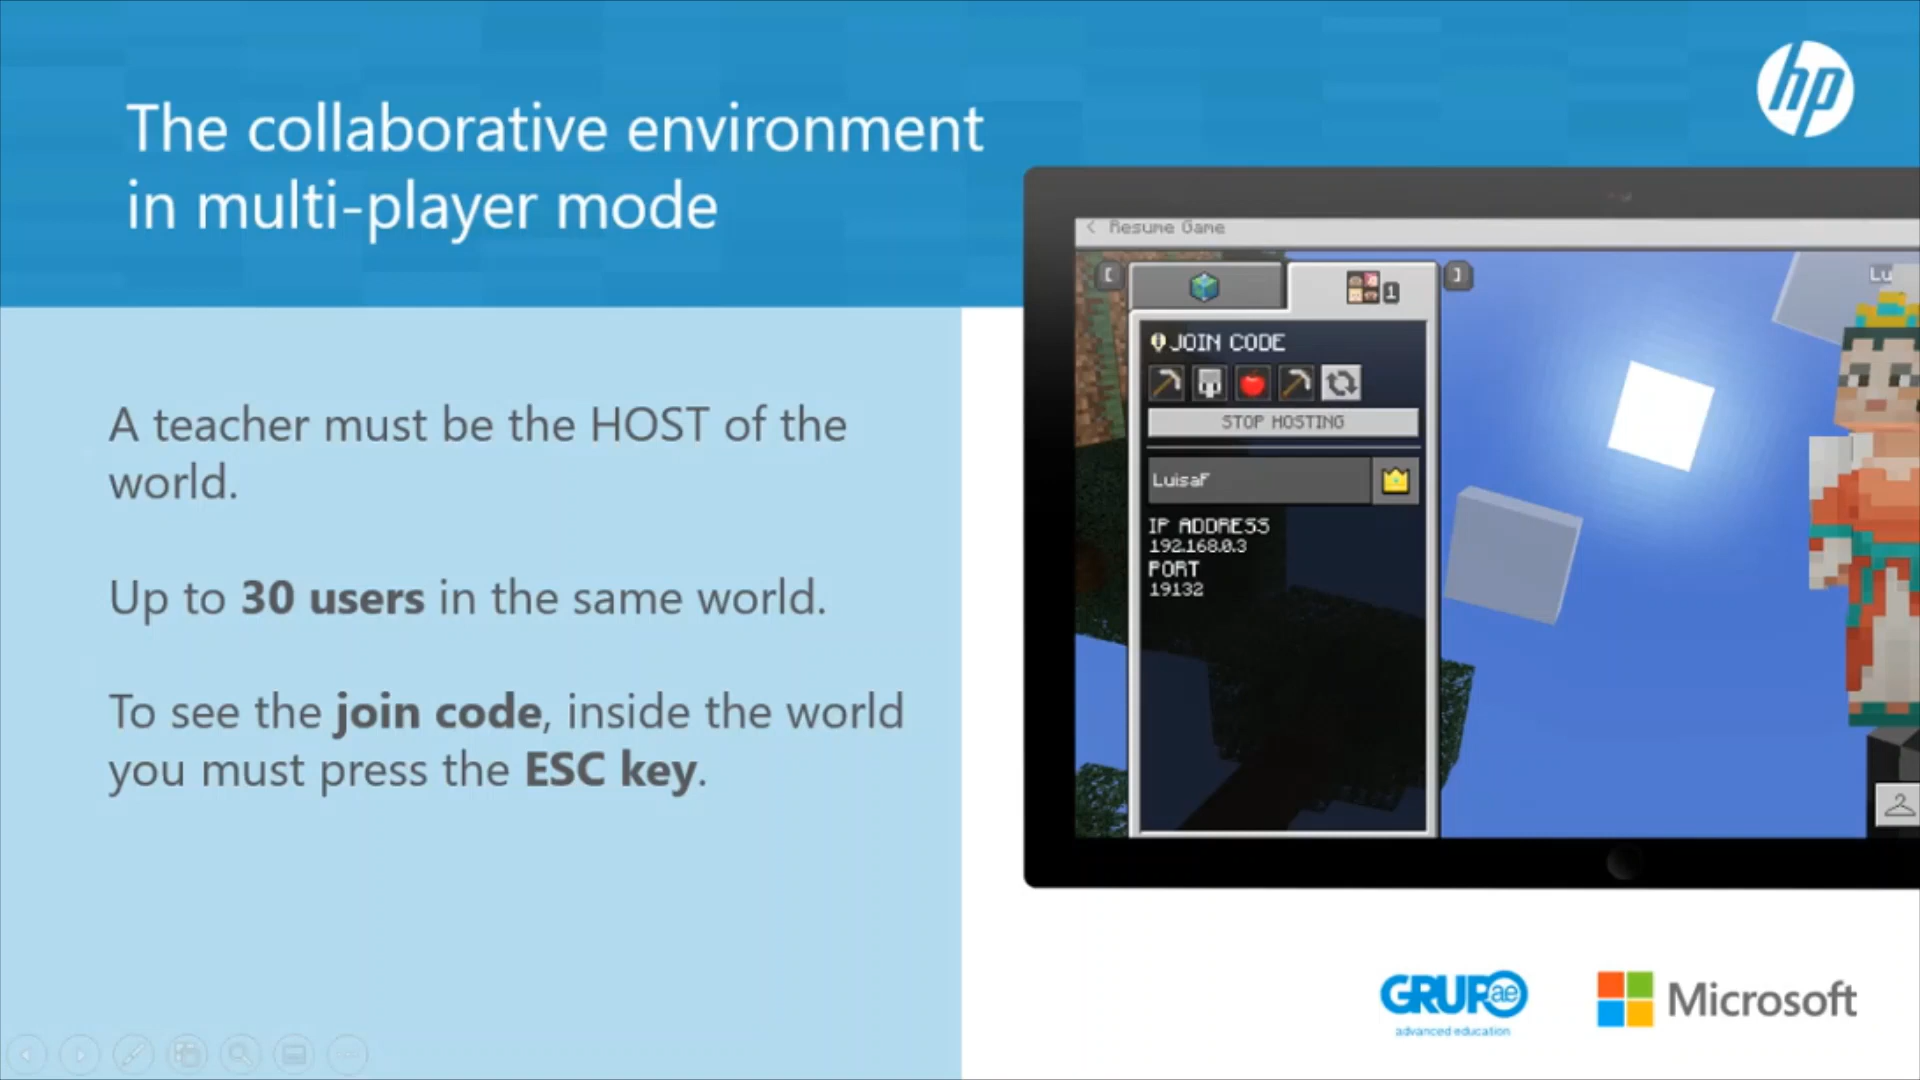 The collaborative environment
in multi-player mode
hp
A teacher must be the HOST of the
world.
Up to 30 users in the same world.
To see the join code, inside the world
you must press the ESC key.
< Resume Game
[
1
]
Lu
JOIN CODE
STOP HOSTING
LuisaF
IP ADDRESS
192.168.0.3
PORT
19132
GRUPO ae
advanced education
Microsoft